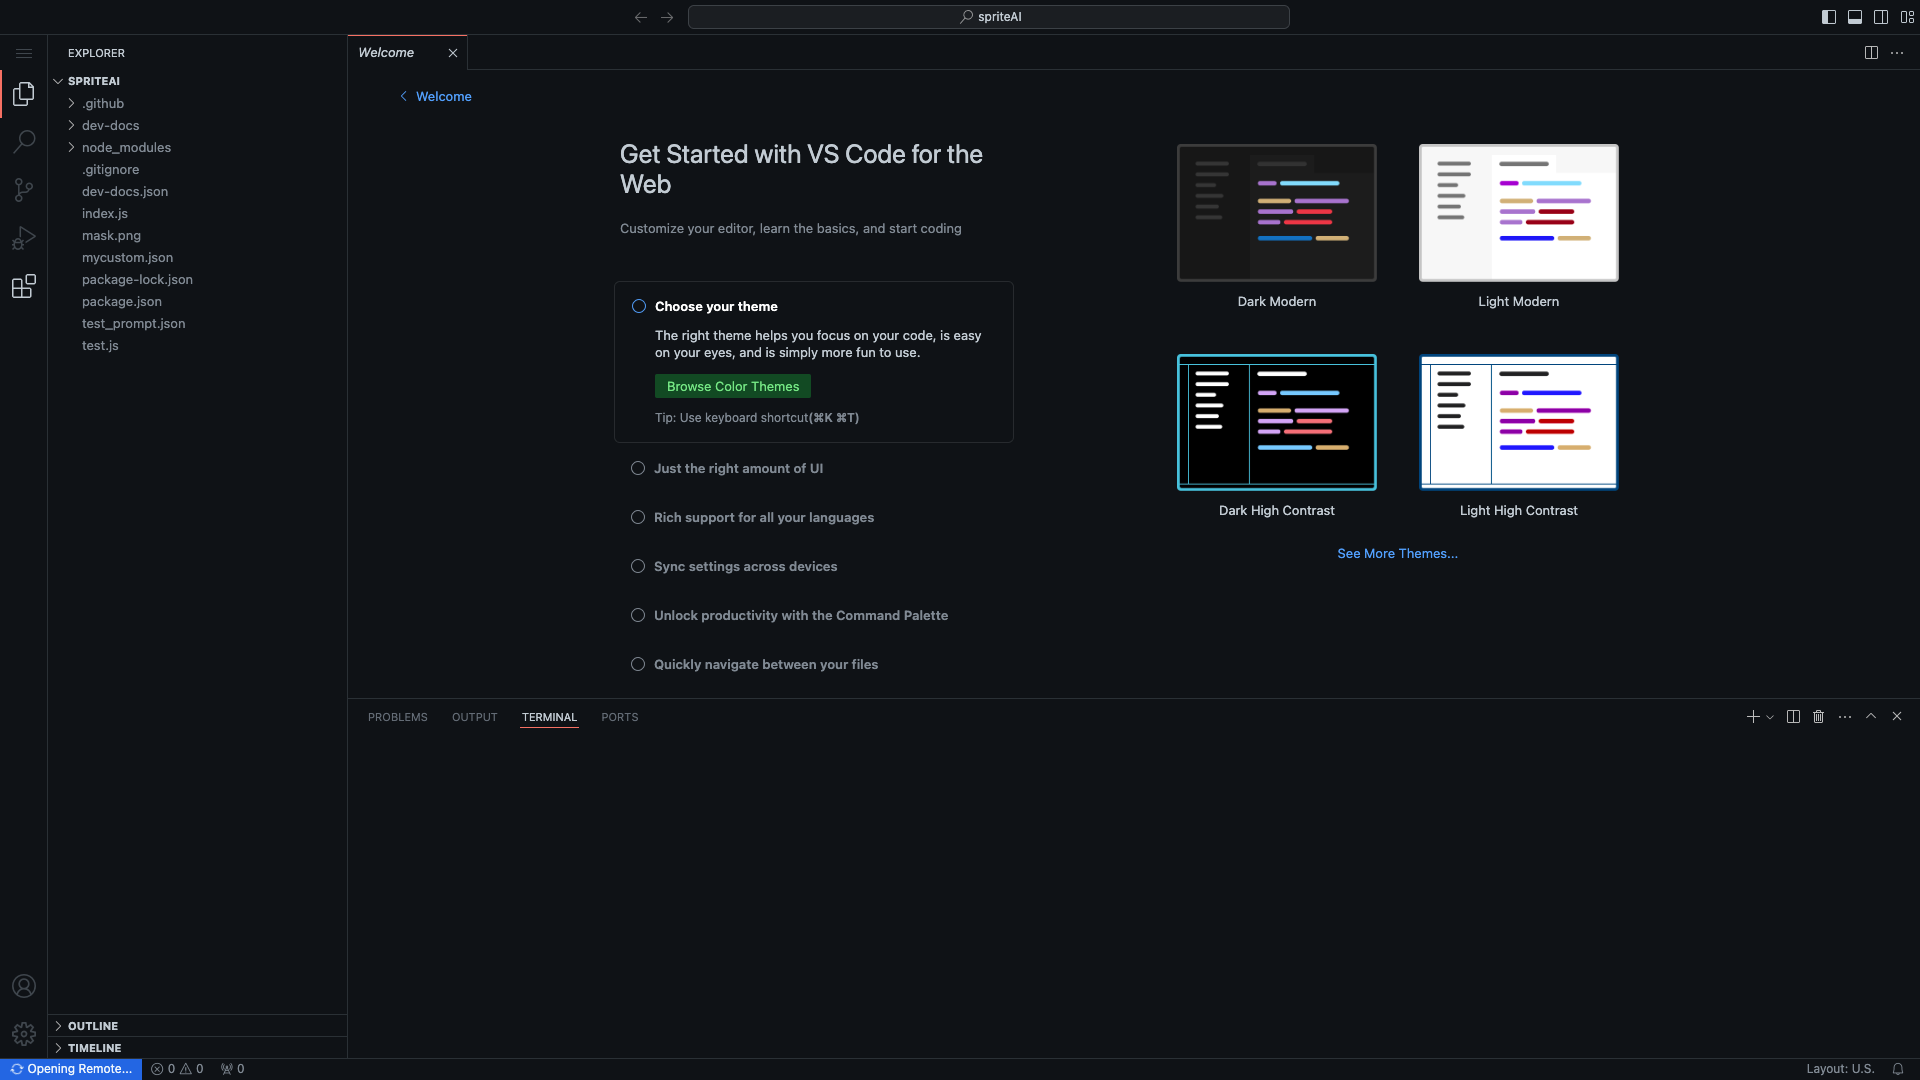 spriteAI
EXPLORER
SPRITEAI
.github
dev-docs
node_modules
.gitignore
dev-docs.json
index.js
mask.png
mycustom.json
package-lock.json
package.json
test_prompt.json
test.js
OUTLINE
TIMELINE
Welcome
Welcome
Get Started with VS Code for the
Web
Customize your editor, learn the basics, and start coding
Choose your theme
The right theme helps you focus on your code, is easy
on your eyes, and is simply more fun to use.
Browse Color Themes
Tip: Use keyboard shortcut(⌘K ⌘T)
Just the right amount of UI
Rich support for all your languages
Sync settings across devices
Unlock productivity with the Command Palette
Quickly navigate between your files
Dark Modern
Light Modern
Dark High Contrast
Light High Contrast
See More Themes...
PROBLEMS OUTPUT TERMINAL PORTS
Opening Remote... 0 0 0 Layout: U.S.